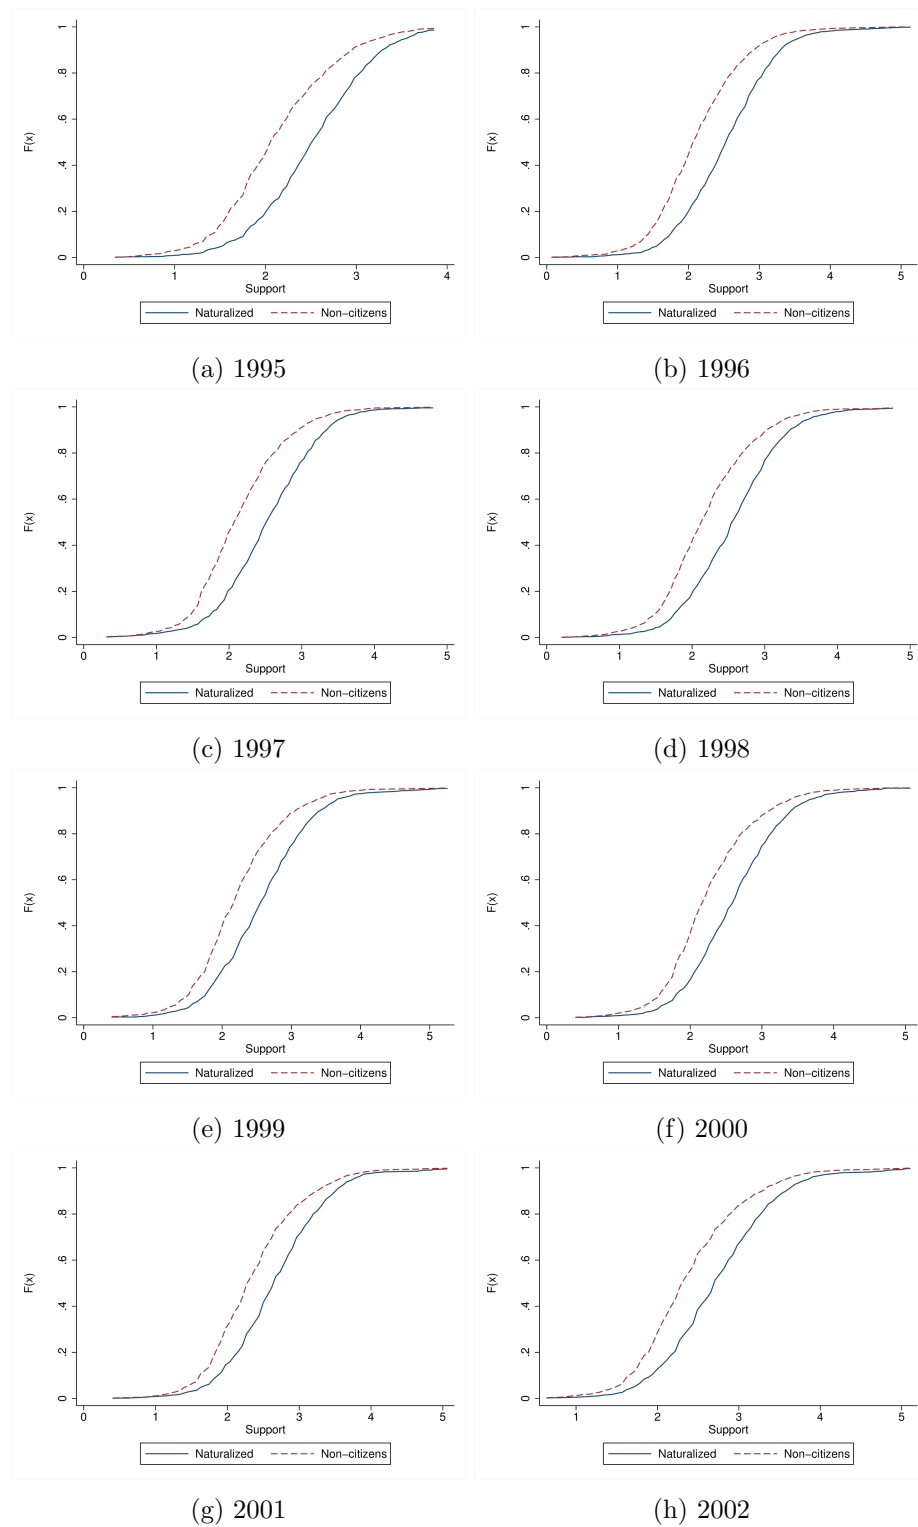 F(x)
0 .2 .4 .6 .8 1
0 1 2 3 4
Support
Naturalized Non-citizens
(a) 1995
F(x)
0 .2 .4 .6 .8 1
0 1 2 3 4 5
Support
Naturalized Non-citizens
(b) 1996
F(x)
0 .2 .4 .6 .8 1
0 1 2 3 4 5
Support
Naturalized Non-citizens
(c) 1997
F(x)
0 .2 .4 .6 .8 1
0 1 2 3 4 5
Support
Naturalized Non-citizens
(d) 1998
F(x)
0 .2 .4 .6 .8 1
0 1 2 3 4 5
Support
Naturalized Non-citizens
(e) 1999
F(x)
0 .2 .4 .6 .8 1
0 1 2 3 4 5
Support
Naturalized Non-citizens
(f) 2000
F(x)
0 .2 .4 .6 .8 1
0 1 2 3 4 5
Support
Naturalized Non-citizens
(g) 2001
F(x)
0 .2 .4 .6 .8 1
1 2 3 4 5
Support
Naturalized Non-citizens
(h) 2002